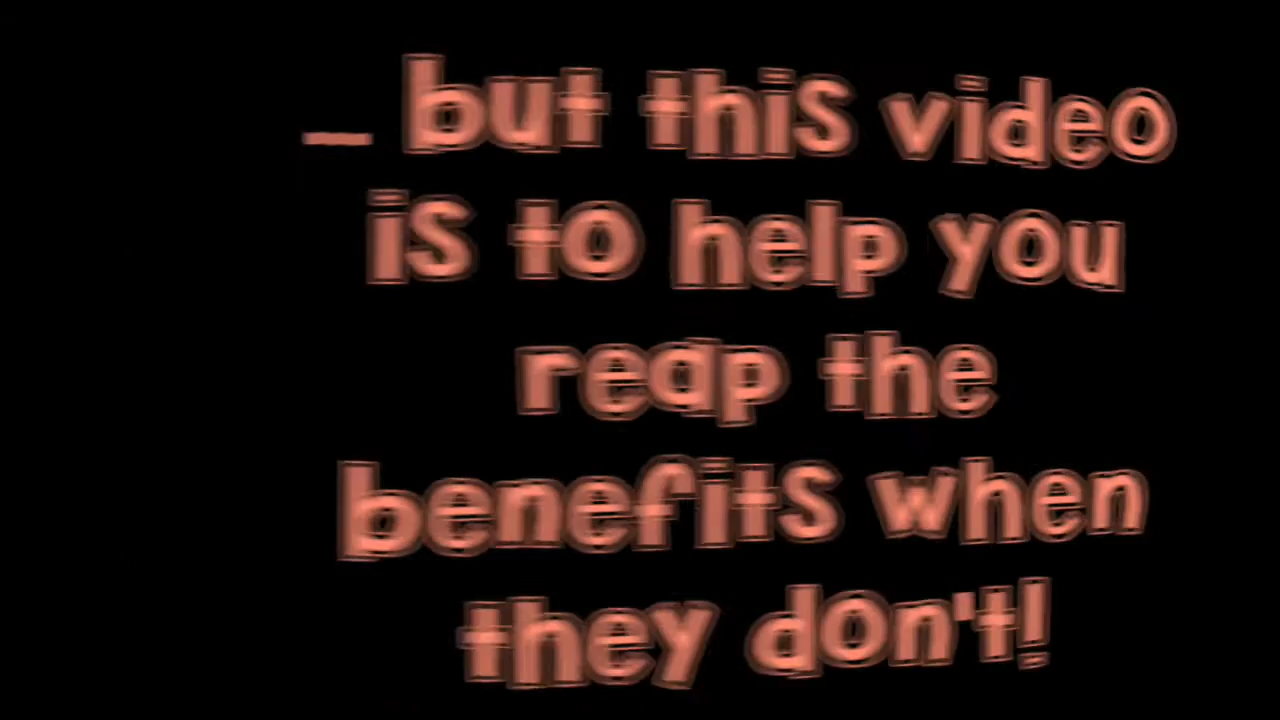 _ but this video
is to help you
reap the
benefits when
they don't!